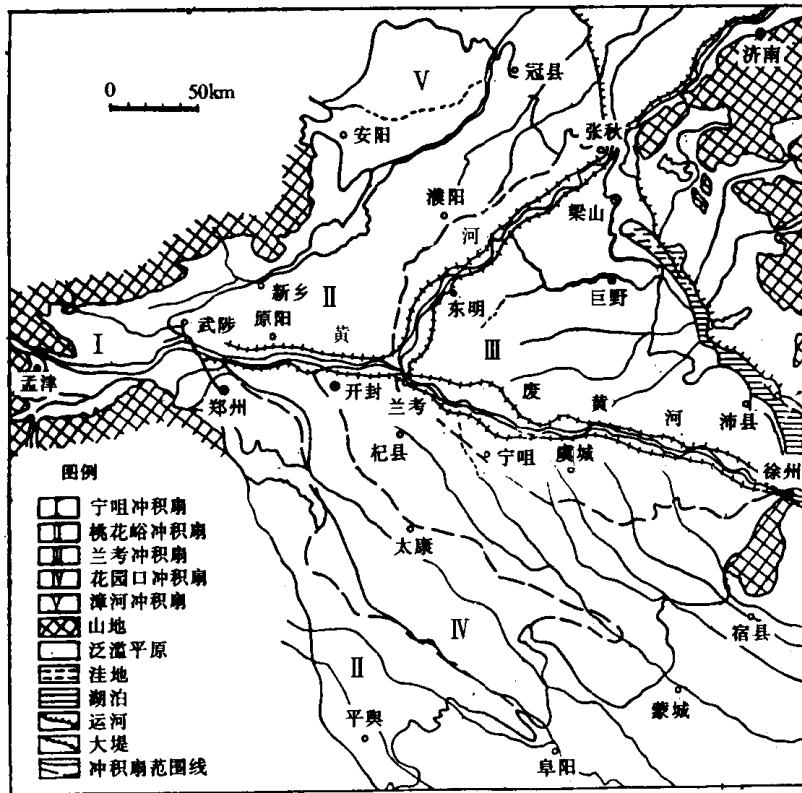 0 50km
V
冠县
济南
安阳
张秋
濮阳
梁山
河
新乡
II
东明
巨野
武陟
原阳
黄
III
I
孟津
郑州
开封
兰考
废
黄
河
沛县
杞县
宁咀
虞城
徐州
图例
I 宁咀冲积扇
II 桃花峪冲积扇
III 兰考冲积扇
IV 花园口冲积扇
V 漳河冲积扇
山地
泛滥平原
洼地
湖泊
运河
大堤
冲积扇范围线
太康
IV
宿县
II
平舆
蒙城
阜阳